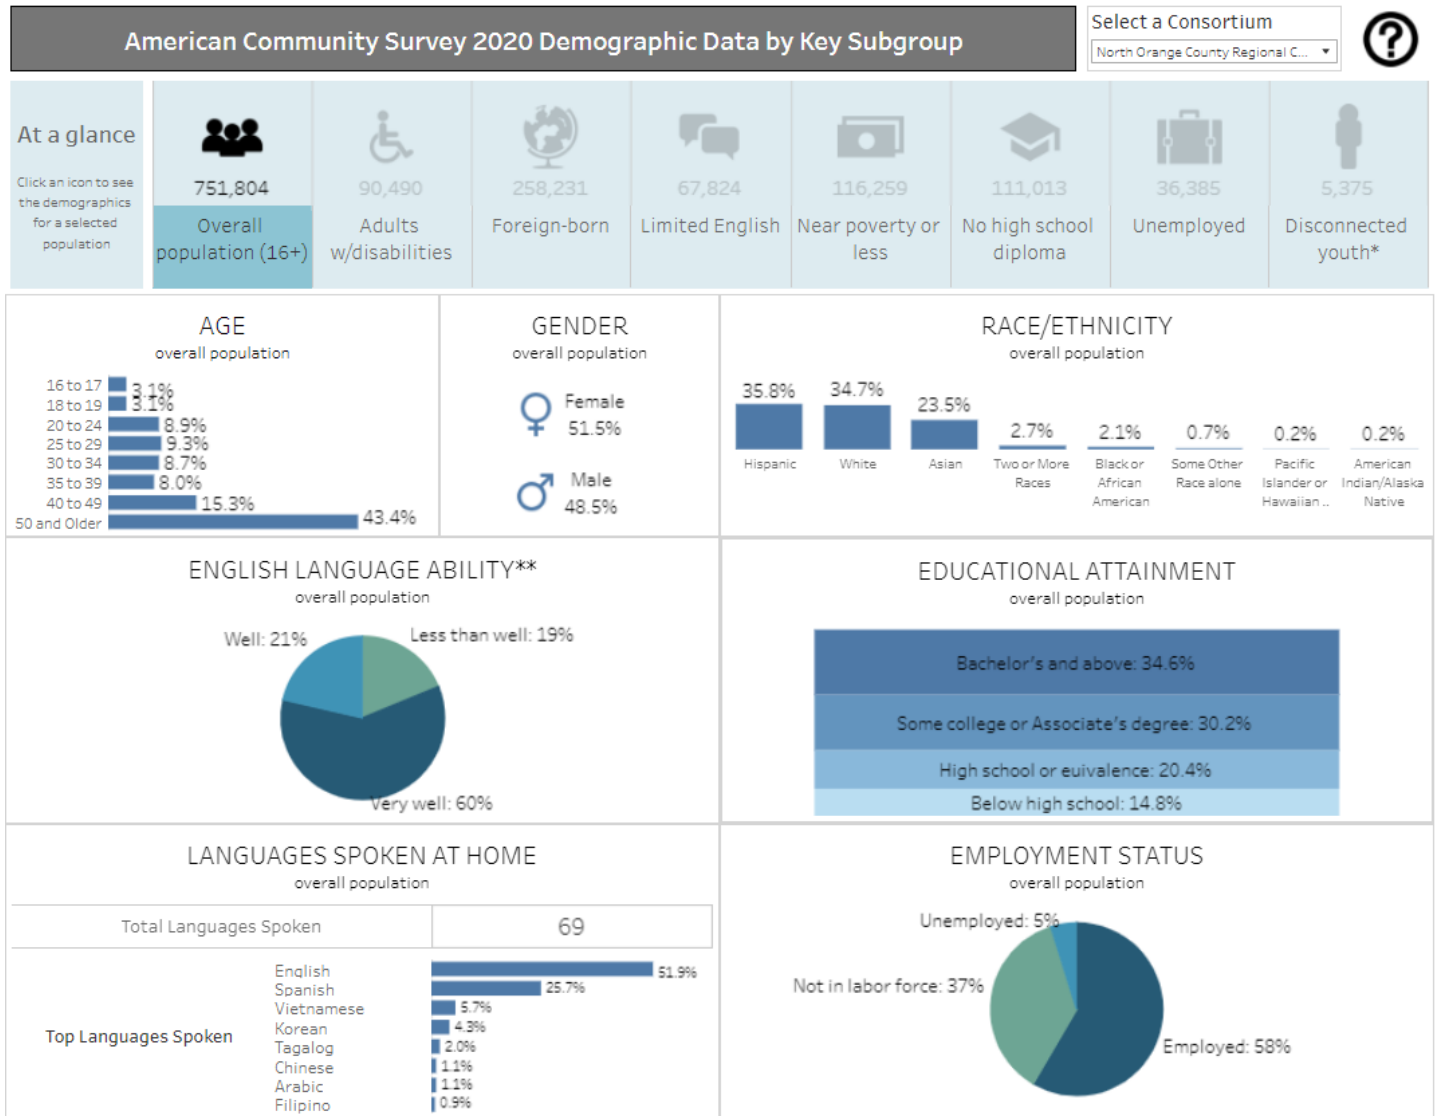 American Community Survey 2020 Demographic Data by Key Subgroup
Select a Consortium
North Orange County Regional C...
At a glance
Click an icon to see
the demographics
for a selected
population
751,804
Overall
population (16+)
90,490
Adults
w/disabilities
258,231
Foreign-born
67,824
Limited English
116,259
Near poverty or
less
111,013
No high school
diploma
36,385
Unemployed
5,375
Disconnected
youth*
AGE
overall population
16 to 17 3.1%
18 to 19 3.1%
20 to 24 8.9%
25 to 29 9.3%
30 to 34 8.7%
35 to 39 8.0%
40 to 49 15.3%
50 and Older 43.4%
GENDER
overall population
Female
51.5%
Male
48.5%
RACE/ETHNICITY
overall population
35.8%
Hispanic
34.7%
White
23.5%
Asian
2.7%
Two or More
Races
2.1%
Black or
African
American
0.7%
Some Other
Race alone
0.2%
Pacific
Islander or
Hawaiian ..
0.2%
American
Indian/Alaska
Native
ENGLISH LANGUAGE ABILITY**
overall population
Well: 21%
Less than well: 19%
Very well: 60%
EDUCATIONAL ATTAINMENT
overall population
Bachelor's and above: 34.6%
Some college or Associate's degree: 30.2%
High school or euivalence: 20.4%
Below high school: 14.8%
LANGUAGES SPOKEN AT HOME
overall population
Total Languages Spoken 69
Top Languages Spoken
English 51.9%
Spanish 25.7%
Vietnamese 5.7%
Korean 4.3%
Tagalog 2.0%
Chinese 1.1%
Arabic 1.1%
Filipino 0.9%
EMPLOYMENT STATUS
overall population
Unemployed: 5%
Not in labor force: 37%
Employed: 58%